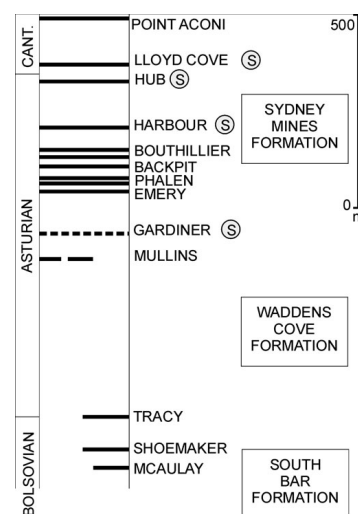 CANT.
ASTURIAN
BOLSOVIAN
POINT ACONI
LLOYD COVE Ⓢ
HUB Ⓢ
HARBOUR Ⓢ
BOUTHILLIER
BACKPIT
PHALEN
EMERY
GARDINER Ⓢ
MULLINS
TRACY
SHOEMAKER
MCAULAY
500
0
SYDNEY
MINES
FORMATION
WADDENS
COVE
FORMATION
SOUTH
BAR
FORMATION